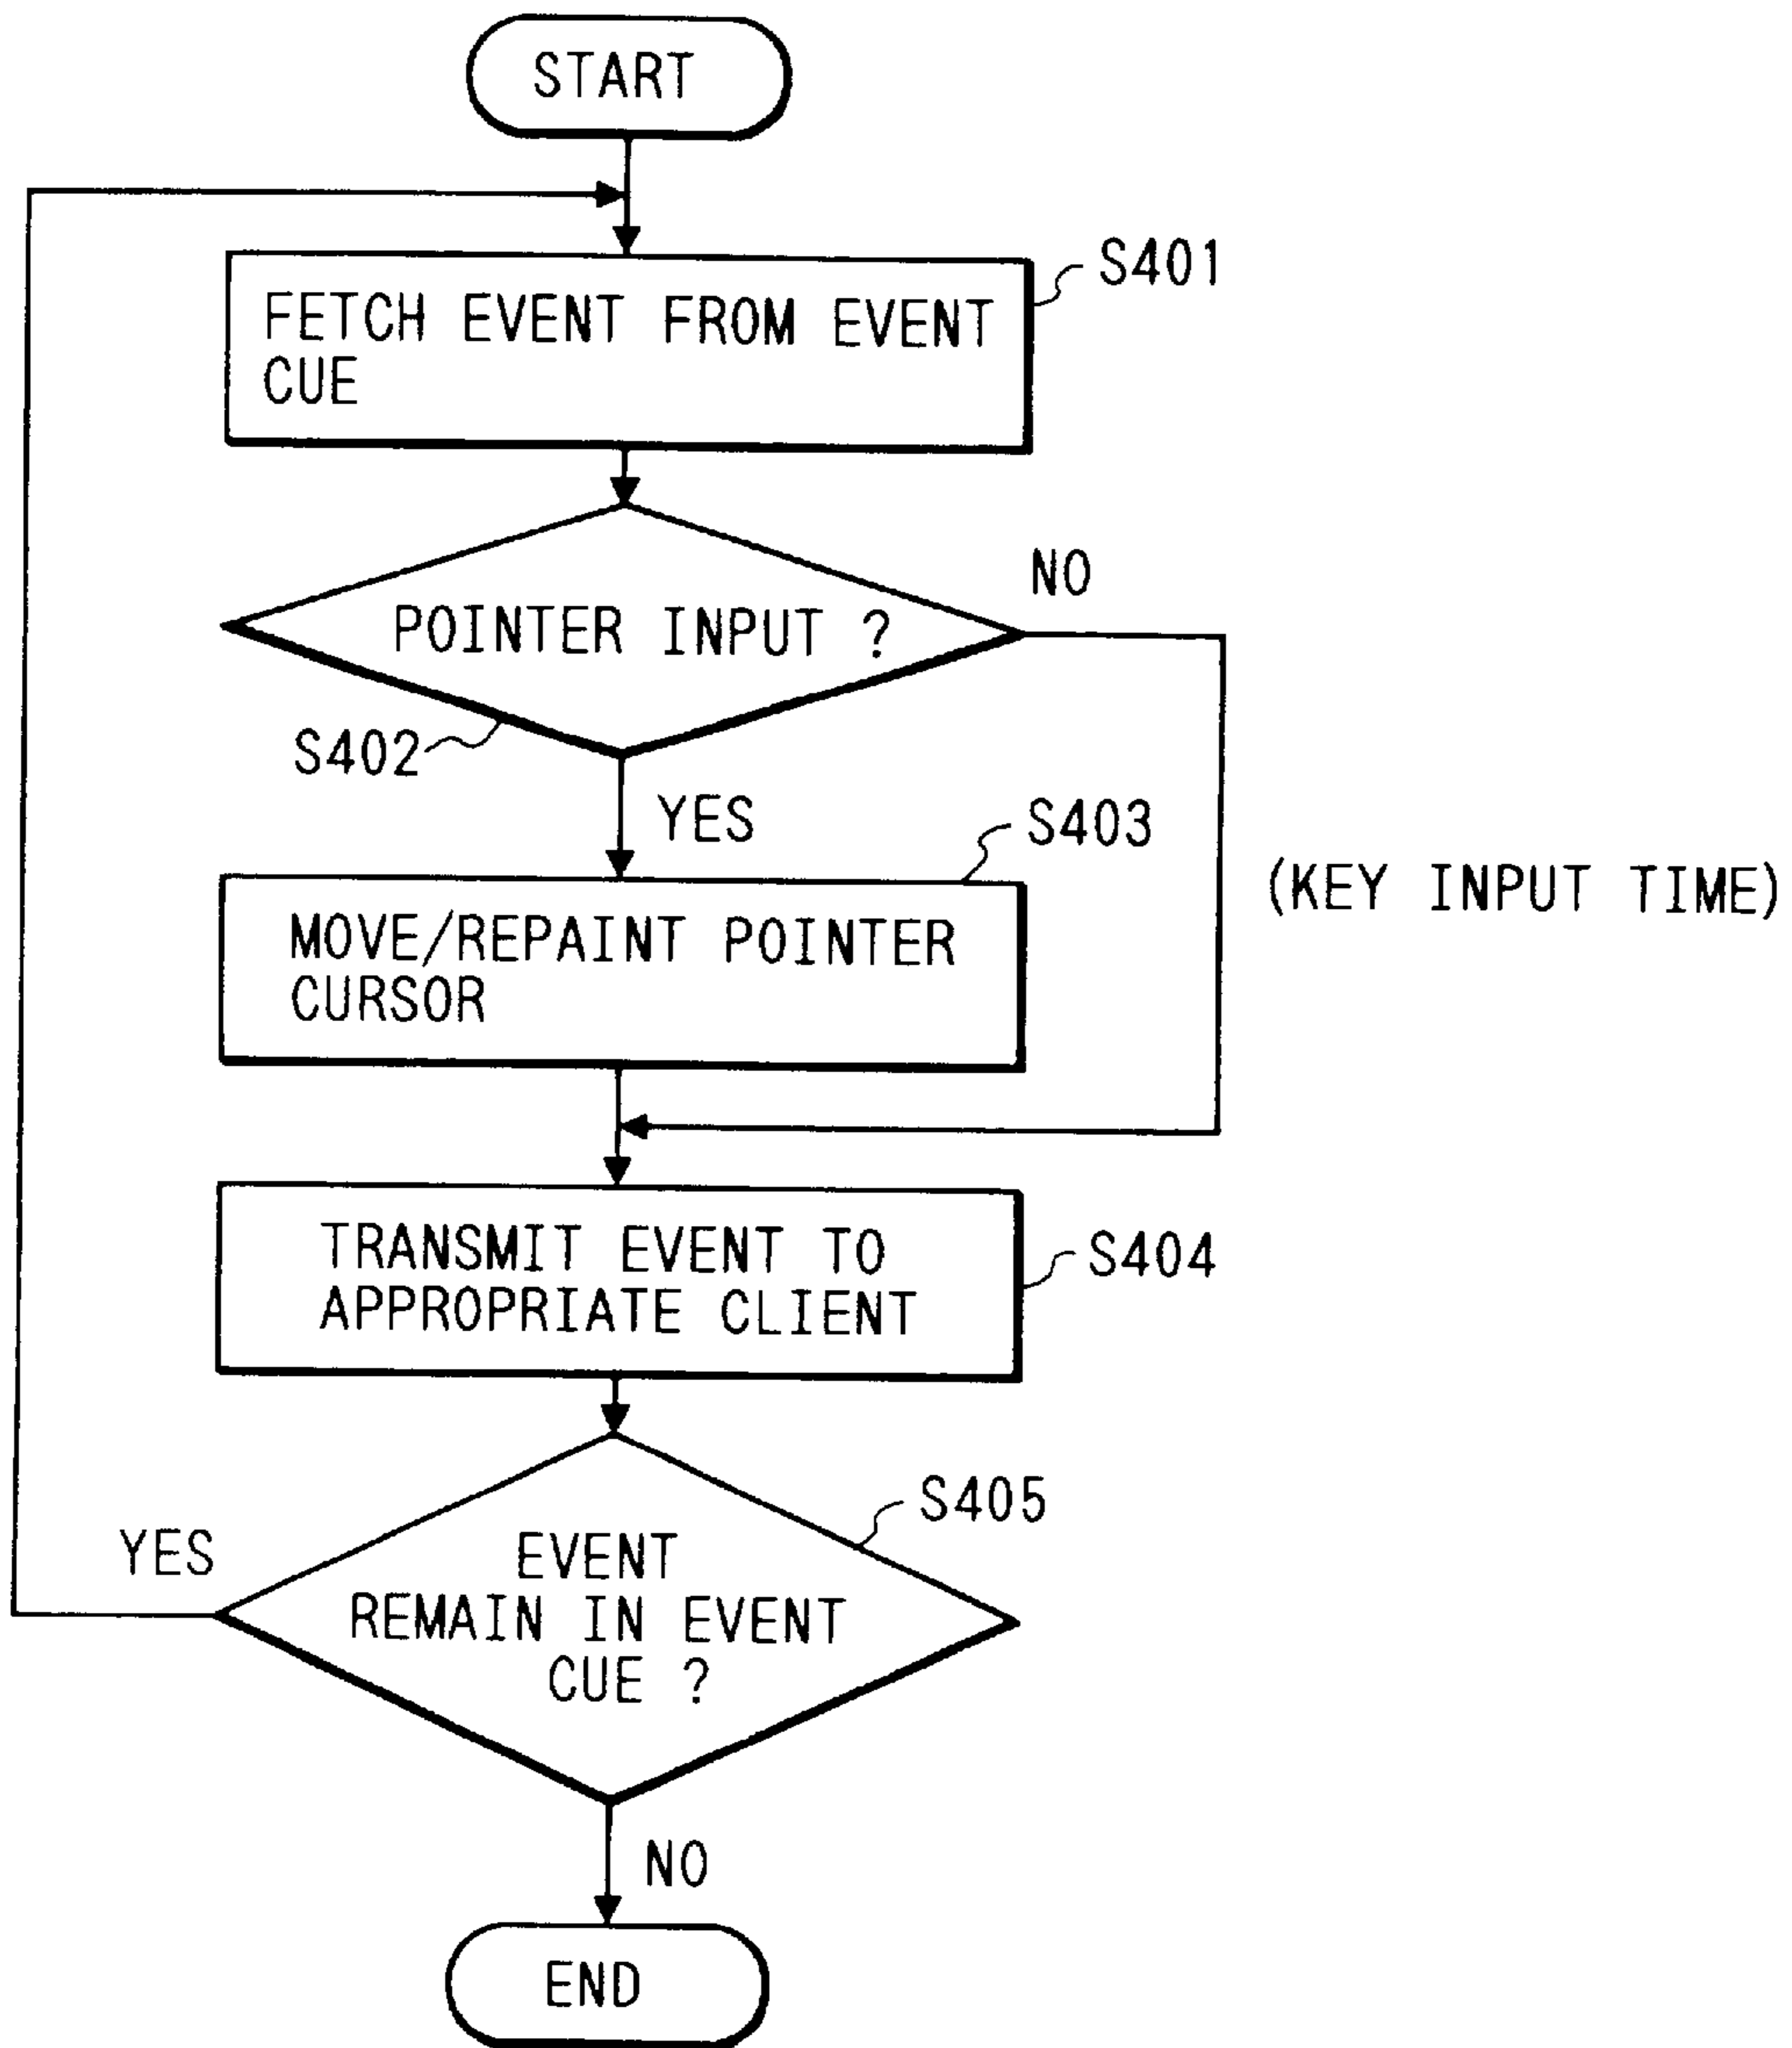 START
S401
FETCH EVENT FROM EVENT
CUE
NO
POINTER INPUT ?
S402
YES
S403
(KEY INPUT TIME)
MOVE/REPAINT POINTER
CURSOR
TRANSMIT EVENT TO
APPROPRIATE CLIENT
S404
S405
YES
EVENT
REMAIN IN EVENT
CUE ?
NO
END